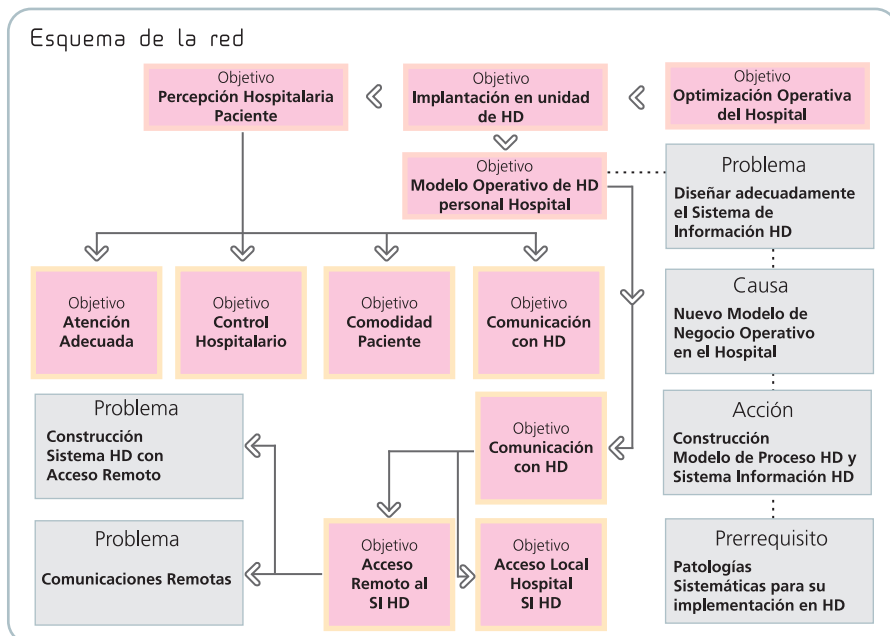 Esquema de la red
Objetivo
Percepción Hospitalaria
Paciente
Objetivo
Implantación en unidad
de HD
Objetivo
Optimización Operativa
del Hospital
Objetivo
Modelo Operativo de HD
personal Hospital
Problema
Diseñar adecuadamente
el Sistema de
Información HD
Objetivo
Atención
Adecuada
Objetivo
Control
Hospitalario
Objetivo
Comodidad
Paciente
Objetivo
Comunicación
con HD
Causa
Nuevo Modelo de
Negocio Operativo
en el Hospital
Problema
Construcción
Sistema HD con
Acceso Remoto
Objetivo
Comunicación
con HD
Acción
Construcción
Modelo de Proceso HD y
Sistema Información HD
Problema
Comunicaciones Remotas
Objetivo
Acceso
Remoto al
SI HD
Objetivo
Acceso Local
Hospital
SI HD
Prerrequisito
Patologías
Sistemáticas para su
implementación en HD